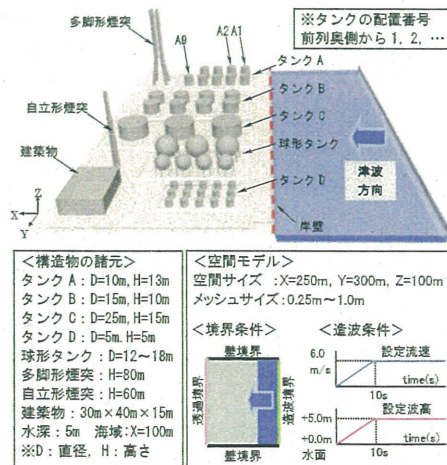 多脚形煙突
※タンクの配置番号
前列奥側から 1, 2, …
A9
A2
A1
タンク A
タンク B
タンク C
球形タンク
タンク D
自立形煙突
建築物
津波
方向
岸壁
Z
X
Y
<構造物の諸元>
タンク A : D=10m, H=13m
タンク B : D=15m, H=10m
タンク C : D=25m, H=15m
タンク D : D=5m. H=5m
球形タンク : D=12～18m
多脚形煙突 : H=80m
自立形煙突 : H=60m
建築物 : 30m×40m×15m
水深 : 5m 海域:X=100m
※D : 直径, H : 高さ
<空間モデル>
空間サイズ :X=250m, Y=300m, Z=100m
メッシュサイズ:0.25m～1.0m
<境界条件>
壁境界
透過境界
造波境界
壁境界
<造波条件>
6.0
m/s
設定流速
time(s)
10s
+5.0m
設定波高
+0.0m
水面
time(s)
10s